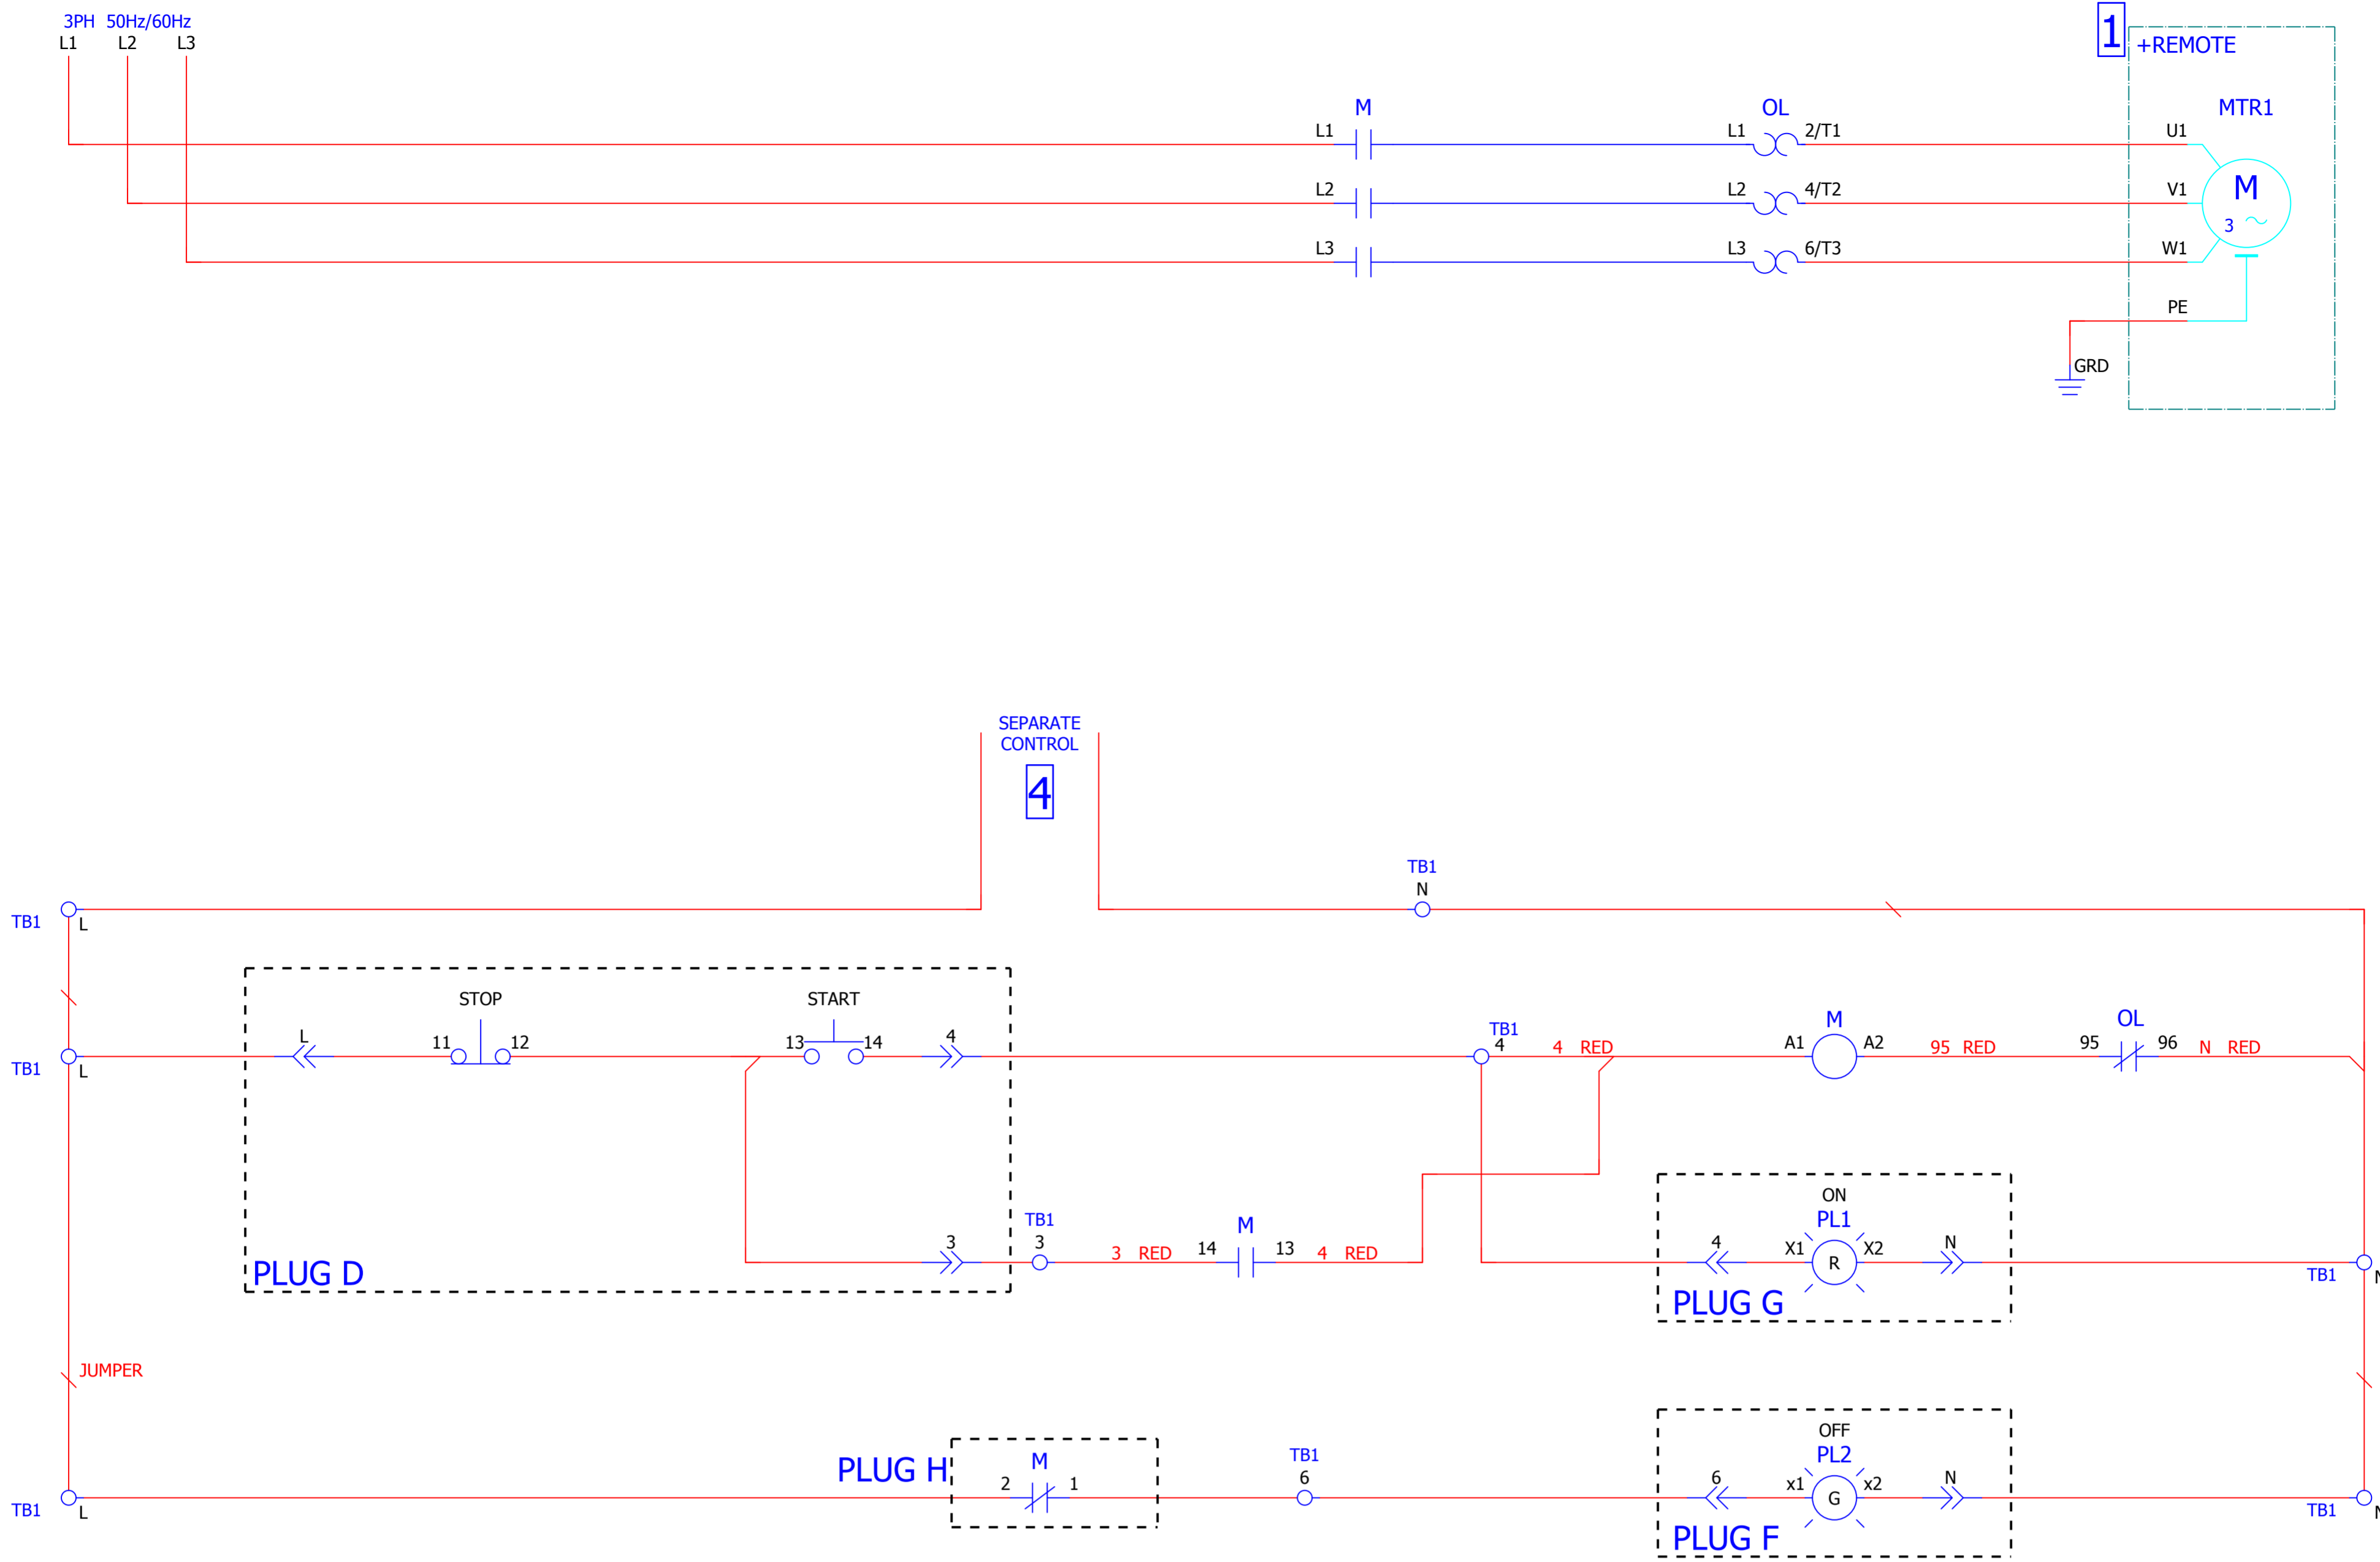 3PH 50Hz/60Hz
L1 L2 L3
1
+REMOTE
M
OL
MTR1
L1
L1 2/T1
U1
L2
L2 4/T2
V1
M
3
L3
L3 6/T3
W1
PE
GRD
SEPARATE
CONTROL
4
TB1
N
TB1
L
STOP
START
L
11 12
13 14
4
TB1
4
4 RED
M
A1 A2
95 RED
OL
95 96
N RED
TB1
L
PLUG D
3
TB1
3
3 RED
M
14 13
4 RED
ON
PL1
4
X1 X2
R
N
PLUG G
TB1
JUMPER
PLUG H
M
2 1
TB1
6
OFF
PL2
6
x1 x2
G
N
PLUG F
TB1
L
TB1